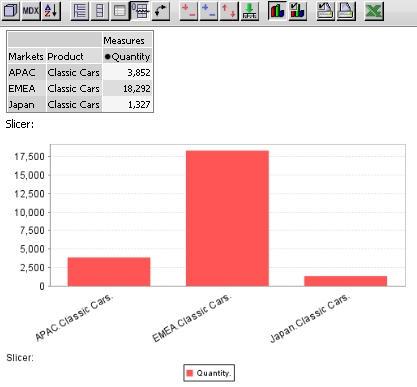 MDX A Z
Measures
Markets Product Quantity
APAC Classic Cars 3,852
EMEA Classic Cars 18,292
Japan Classic Cars 1,327
Slicer:
17,500
15,000
12,500
10,000
7,500
5,000
2,500
0
APAC.Classic Cars. EMEA.Classic Cars. Japan.Classic Cars.
Slicer:
Quantity.